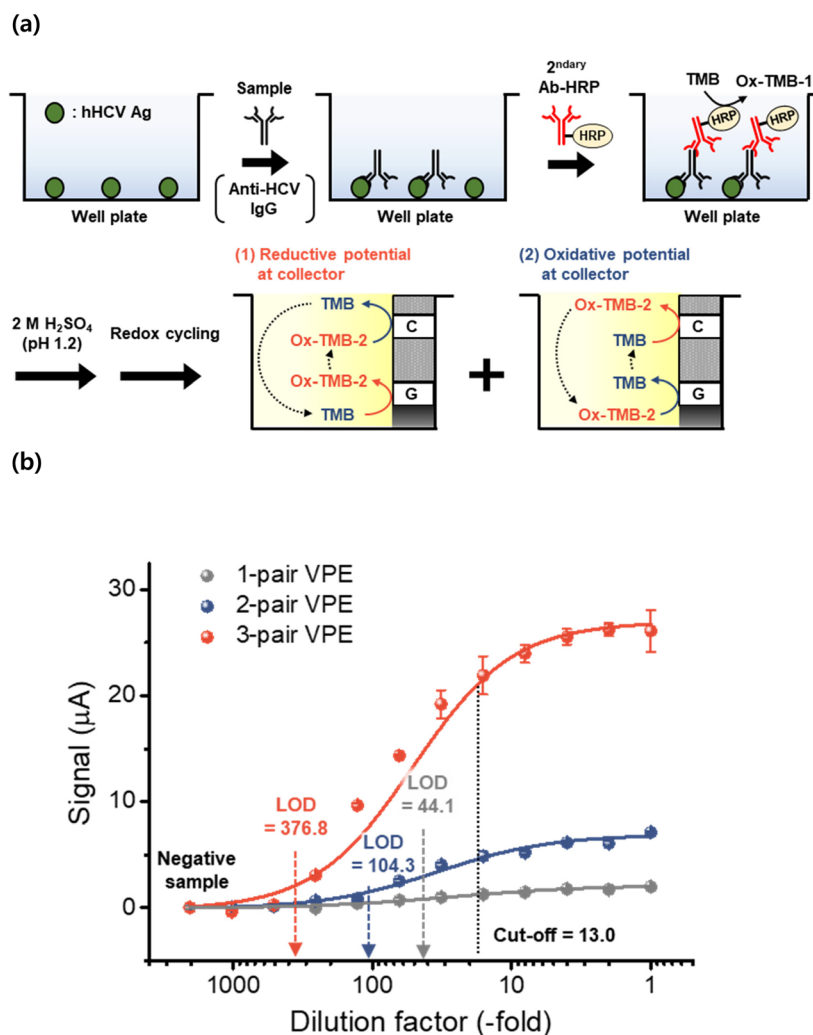 (a)
: hHCV Ag
Well plate
Sample
Anti-HCV
IgG
Well plate
2ndary
Ab-HRP
HRP
TMB
Ox-TMB-1
HRP
HRP
Well plate
2 M H2SO4
(pH 1.2)
Redox cycling
(1) Reductive potential
at collector
TMB
Ox-TMB-2
Ox-TMB-2
TMB
C
G
(2) Oxidative potential
at collector
Ox-TMB-2
TMB
TMB
Ox-TMB-2
C
G
(b)
1-pair VPE
2-pair VPE
3-pair VPE
Signal (μA)
30
20
10
0
LOD
= 376.8
LOD
= 104.3
LOD
= 44.1
Negative
sample
Cut-off = 13.0
1000
100
10
1
Dilution factor (-fold)